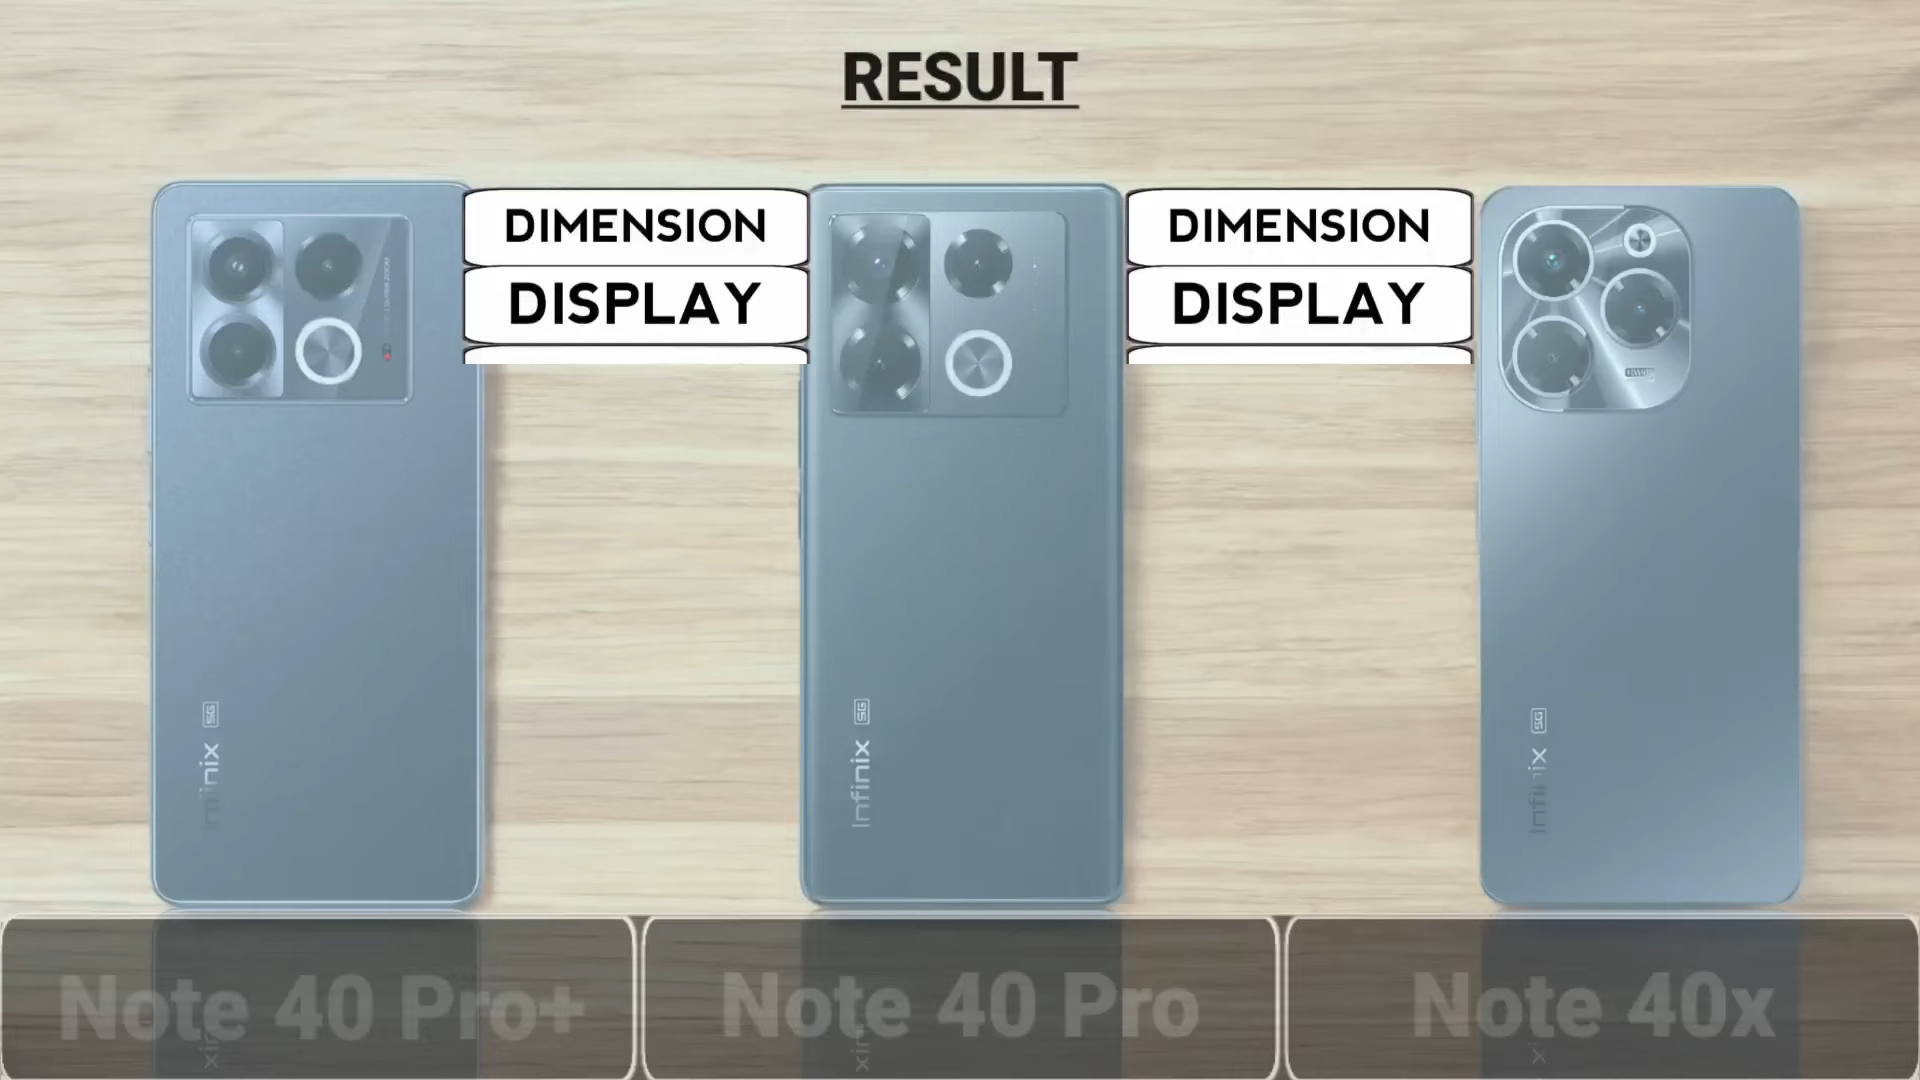 RESULT
DIMENSION
DIMENSION
DISPLAY
DISPLAY
Infinix 5G
Infinix 5G
Infinix 5G
Note 40 Pro+
Note 40 Pro
Note 40x